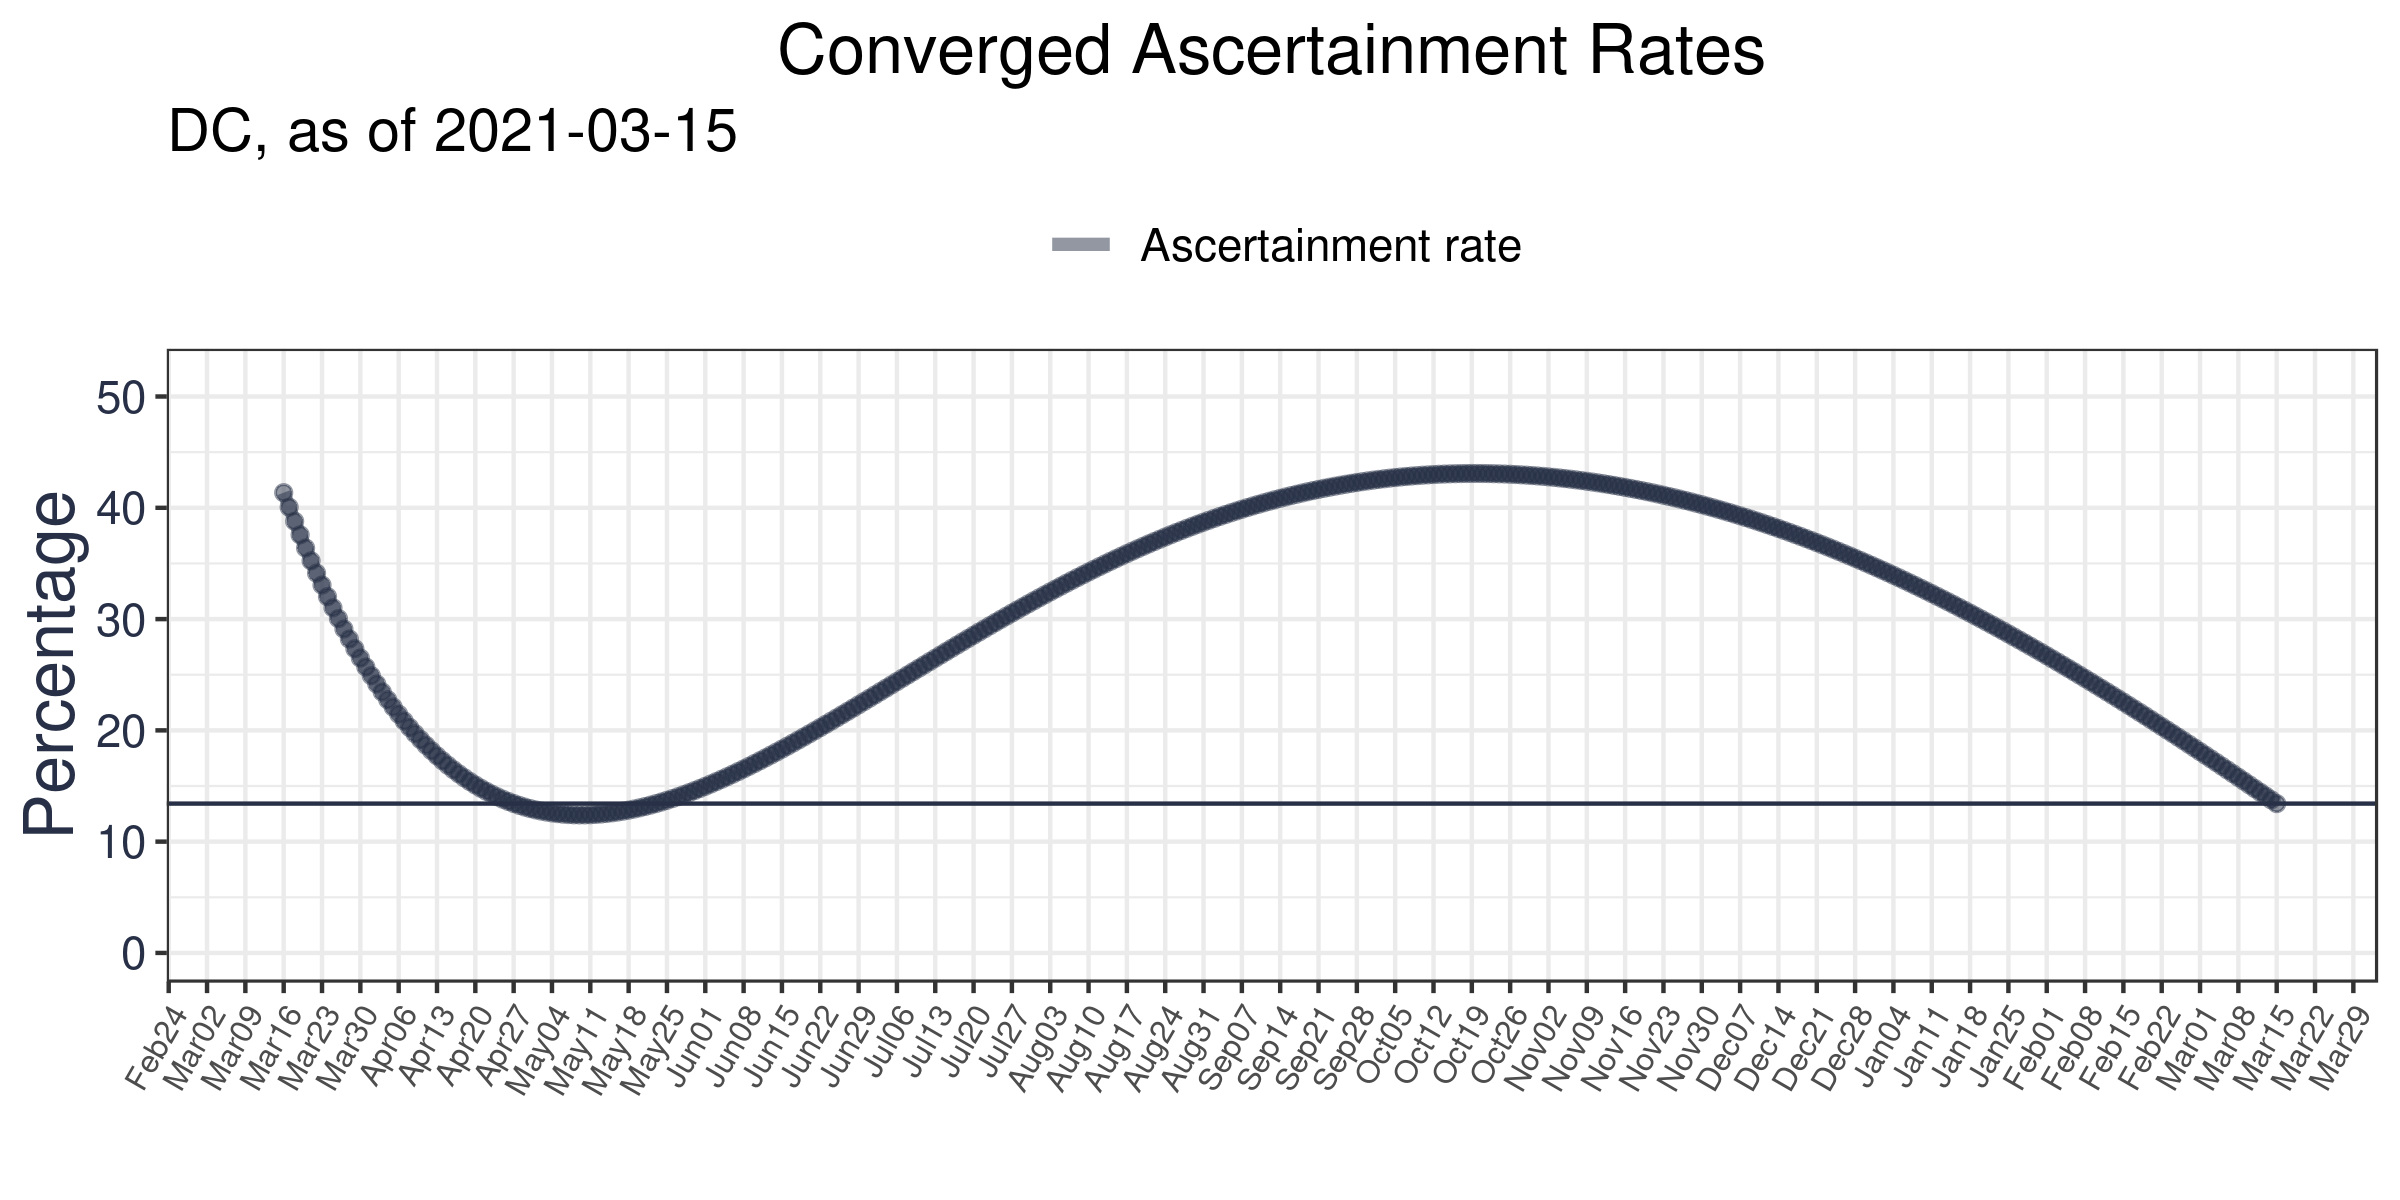 Converged Ascertainment Rates
DC, as of 2021-03-15
Ascertainment rate
Percentage
50
40
30
20
10
0
Feb24
Mar02
Mar09
Mar16
Mar23
Mar30
Apr06
Apr13
Apr20
Apr27
May04
May11
May18
May25
Jun01
Jun08
Jun15
Jun22
Jun29
Jul06
Jul13
Jul20
Jul27
Aug03
Aug10
Aug17
Aug24
Aug31
Sep07
Sep14
Sep21
Sep28
Oct05
Oct12
Oct19
Oct26
Nov02
Nov09
Nov16
Nov23
Nov30
Dec07
Dec14
Dec21
Dec28
Jan04
Jan11
Jan18
Jan25
Feb01
Feb08
Feb15
Feb22
Mar01
Mar08
Mar15
Mar22
Mar29